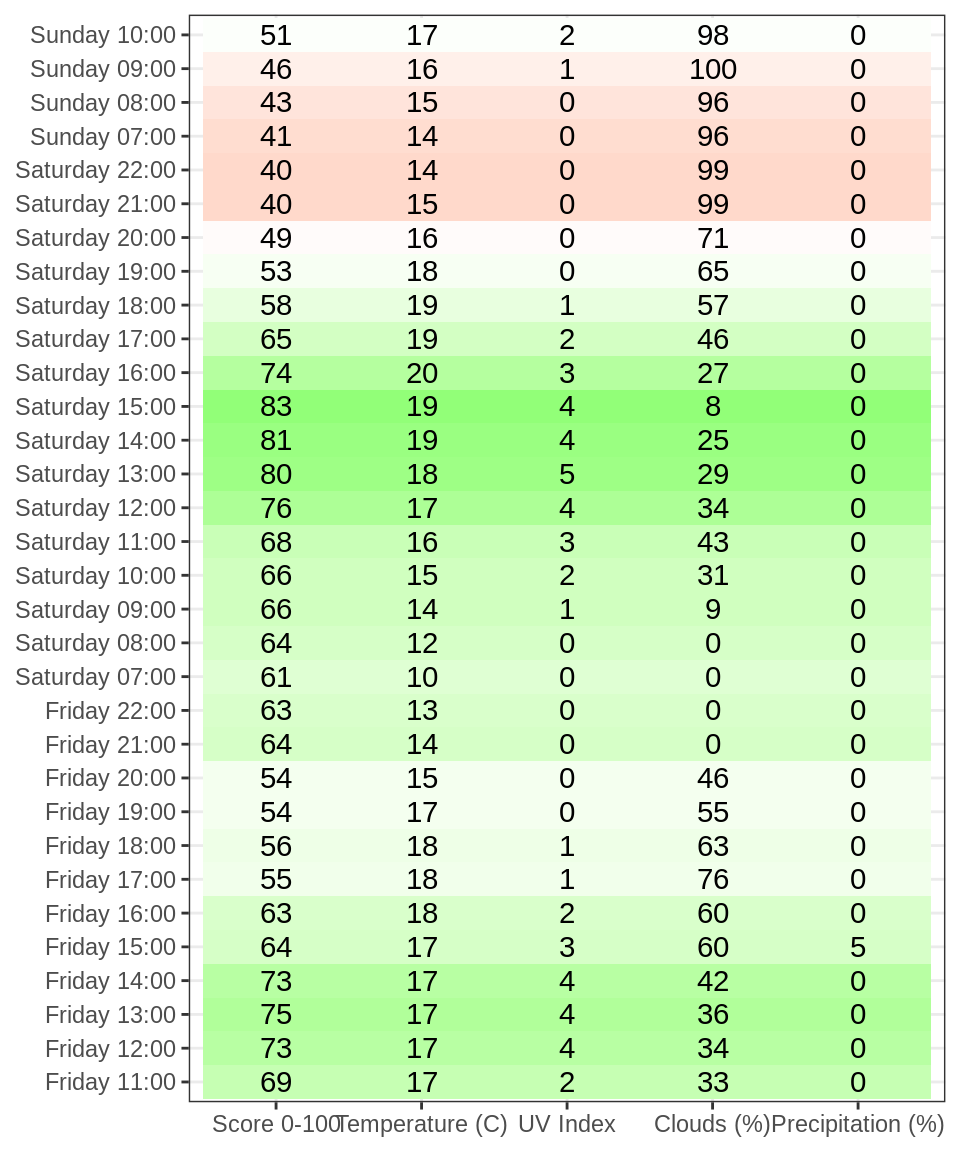 Sunday 10:00 51 17 2 98 0
Sunday 09:00 46 16 1 100 0
Sunday 08:00 43 15 0 96 0
Sunday 07:00 41 14 0 96 0
Saturday 22:00 40 14 0 99 0
Saturday 21:00 40 15 0 99 0
Saturday 20:00 49 16 0 71 0
Saturday 19:00 53 18 0 65 0
Saturday 18:00 58 19 1 57 0
Saturday 17:00 65 19 2 46 0
Saturday 16:00 74 20 3 27 0
Saturday 15:00 83 19 4 8 0
Saturday 14:00 81 19 4 25 0
Saturday 13:00 80 18 5 29 0
Saturday 12:00 76 17 4 34 0
Saturday 11:00 68 16 3 43 0
Saturday 10:00 66 15 2 31 0
Saturday 09:00 66 14 1 9 0
Saturday 08:00 64 12 0 0 0
Saturday 07:00 61 10 0 0 0
Friday 22:00 63 13 0 0 0
Friday 21:00 64 14 0 0 0
Friday 20:00 54 15 0 46 0
Friday 19:00 54 17 0 55 0
Friday 18:00 56 18 1 63 0
Friday 17:00 55 18 1 76 0
Friday 16:00 63 18 2 60 0
Friday 15:00 64 17 3 60 5
Friday 14:00 73 17 4 42 0
Friday 13:00 75 17 4 36 0
Friday 12:00 73 17 4 34 0
Friday 11:00 69 17 2 33 0
Score 0-100 Temperature (C) UV Index Clouds (%) Precipitation (%)